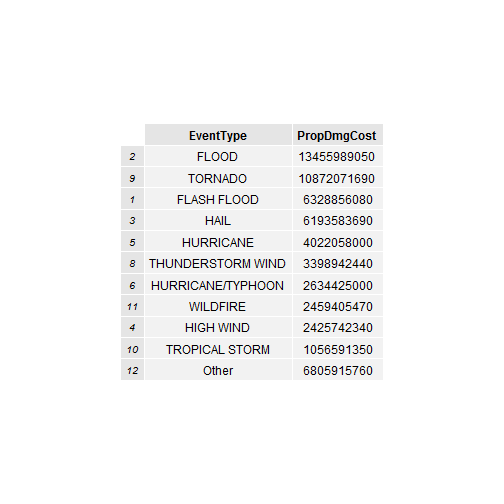 EventType PropDmgCost
2 FLOOD 13455989050
9 TORNADO 10872071690
1 FLASH FLOOD 6328856080
3 HAIL 6193583690
5 HURRICANE 4022058000
8 THUNDERSTORM WIND 3398942440
6 HURRICANE/TYPHOON 2634425000
11 WILDFIRE 2459405470
4 HIGH WIND 2425742340
10 TROPICAL STORM 1056591350
12 Other 6805915760